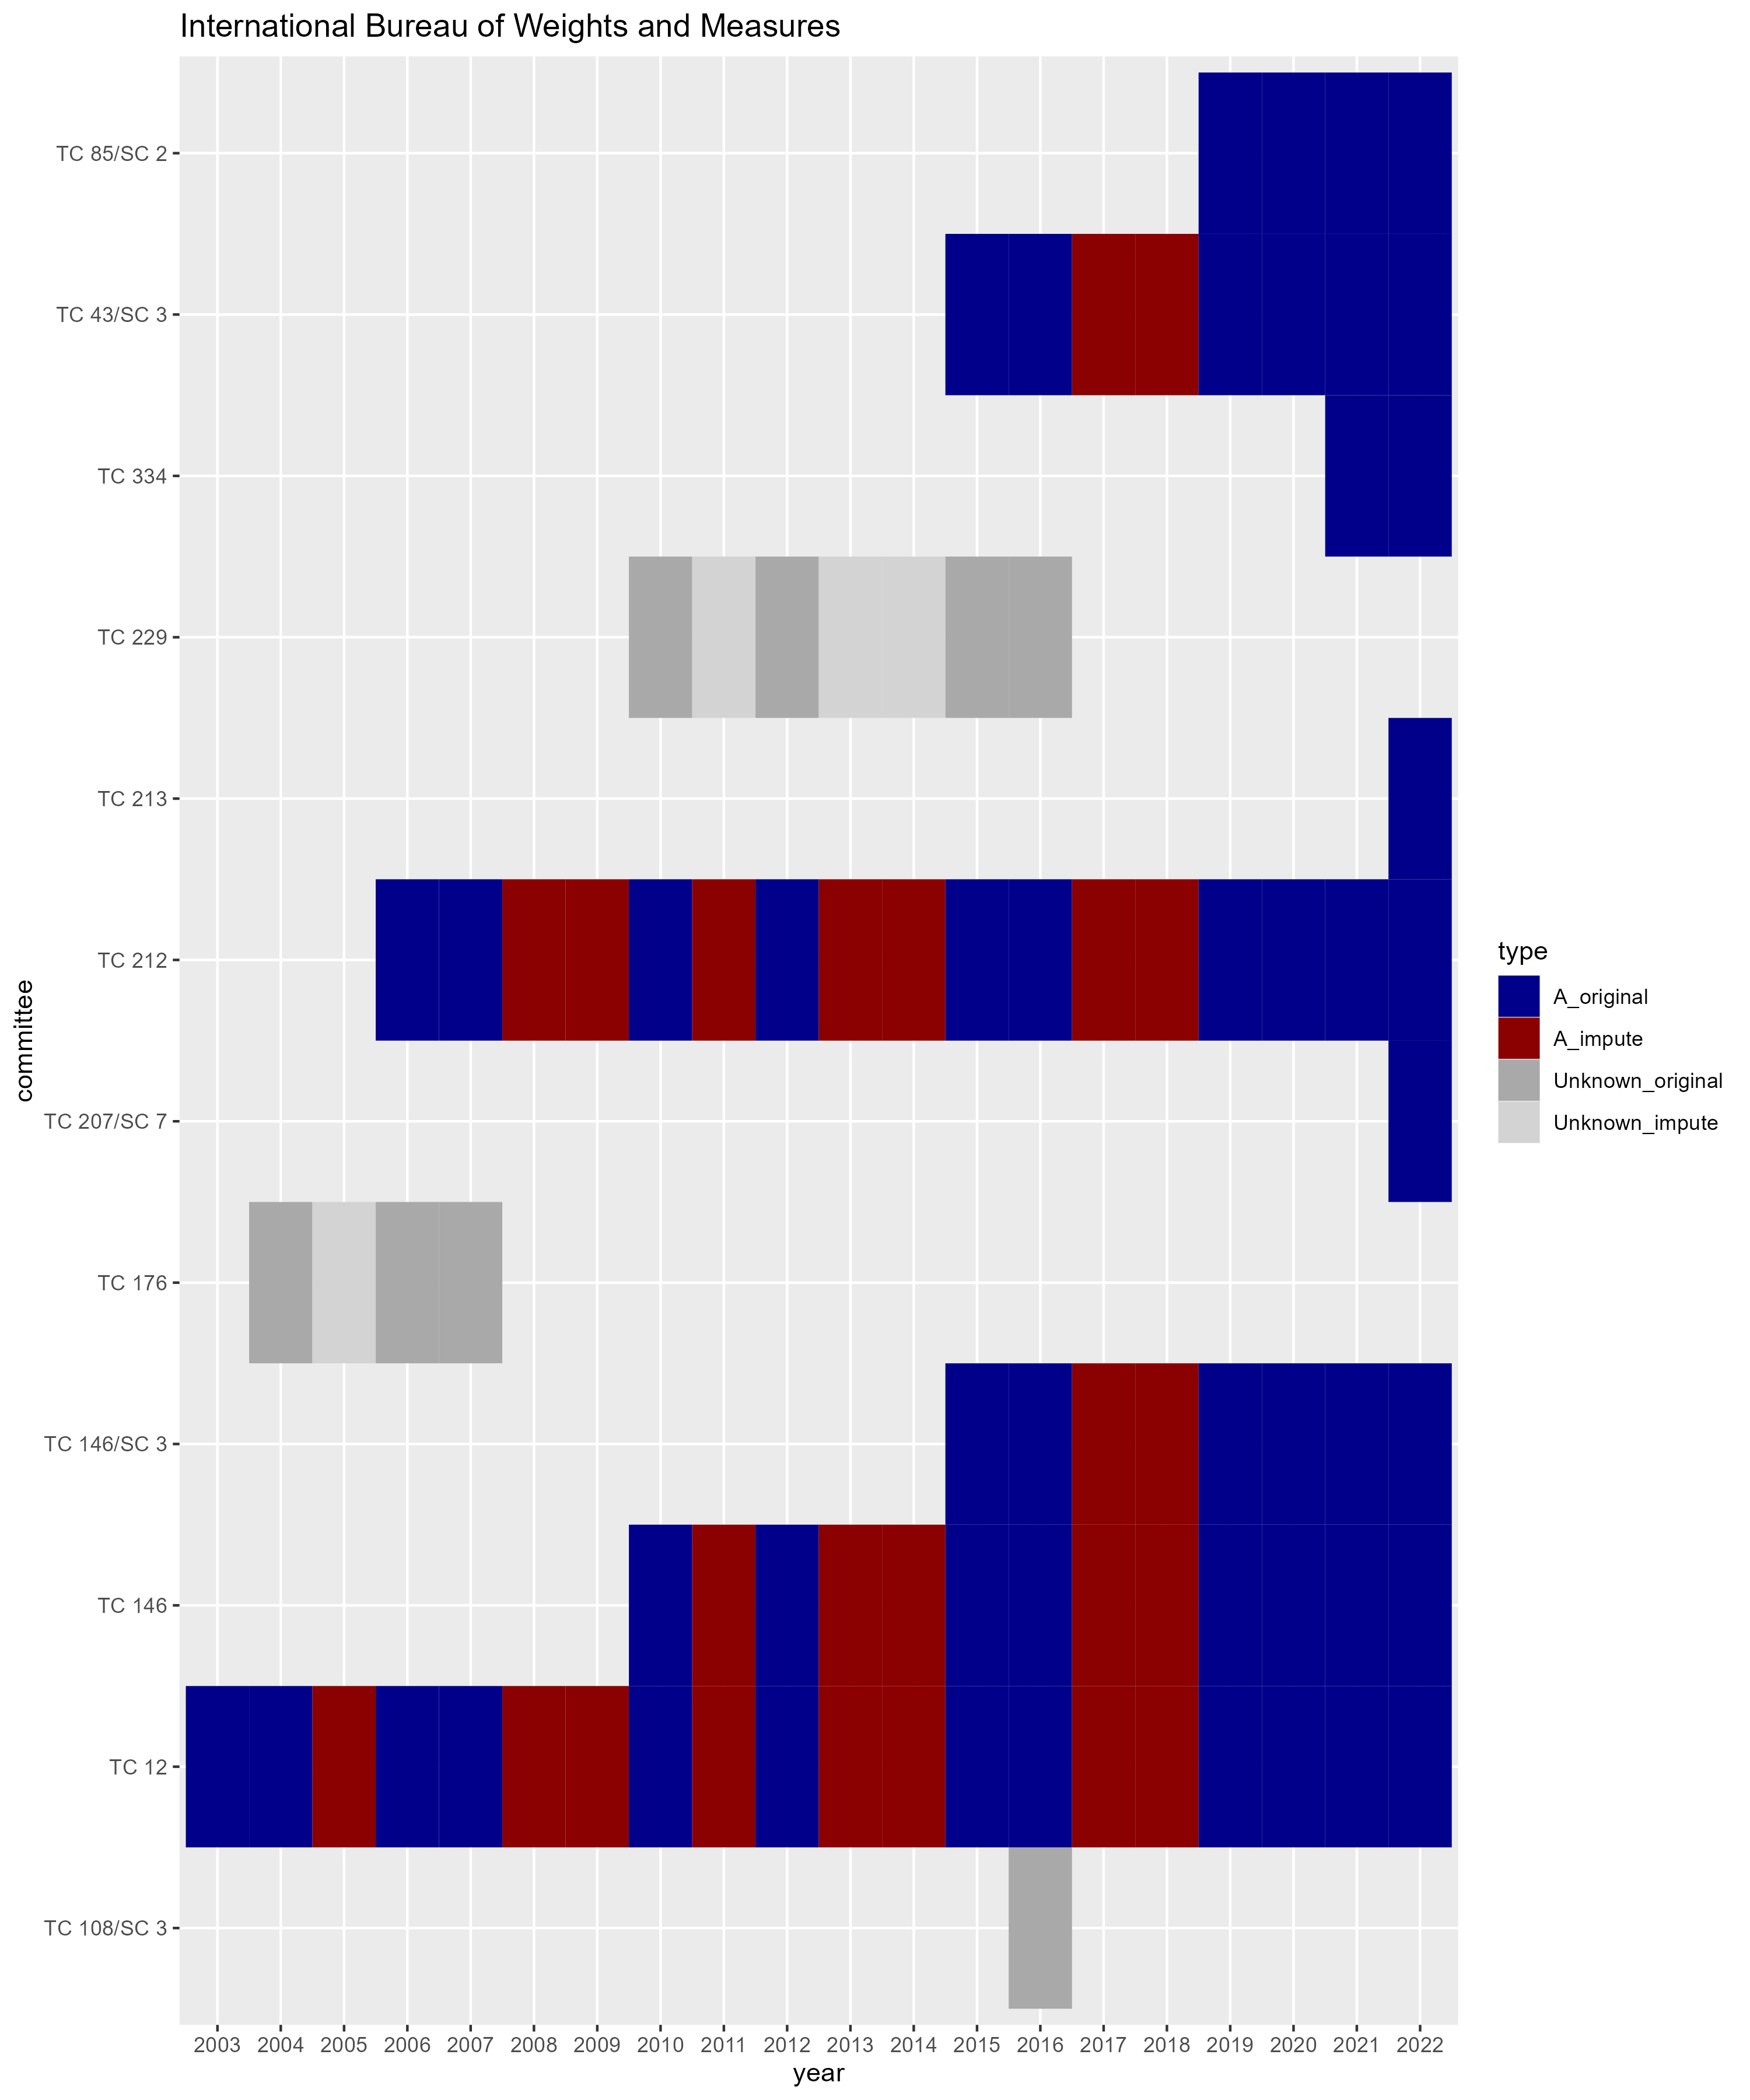 International Bureau of Weights and Measures
TC 85/SC 2
TC 43/SC 3
TC 334
TC 229
TC 213
TC 212
TC 207/SC 7
TC 176
TC 146/SC 3
TC 146
TC 12
TC 108/SC 3
committee
2003 2004 2005 2006 2007 2008 2009 2010 2011 2012 2013 2014 2015 2016 2017 2018 2019 2020 2021 2022
year
type
A_original
A_impute
Unknown_original
Unknown_impute